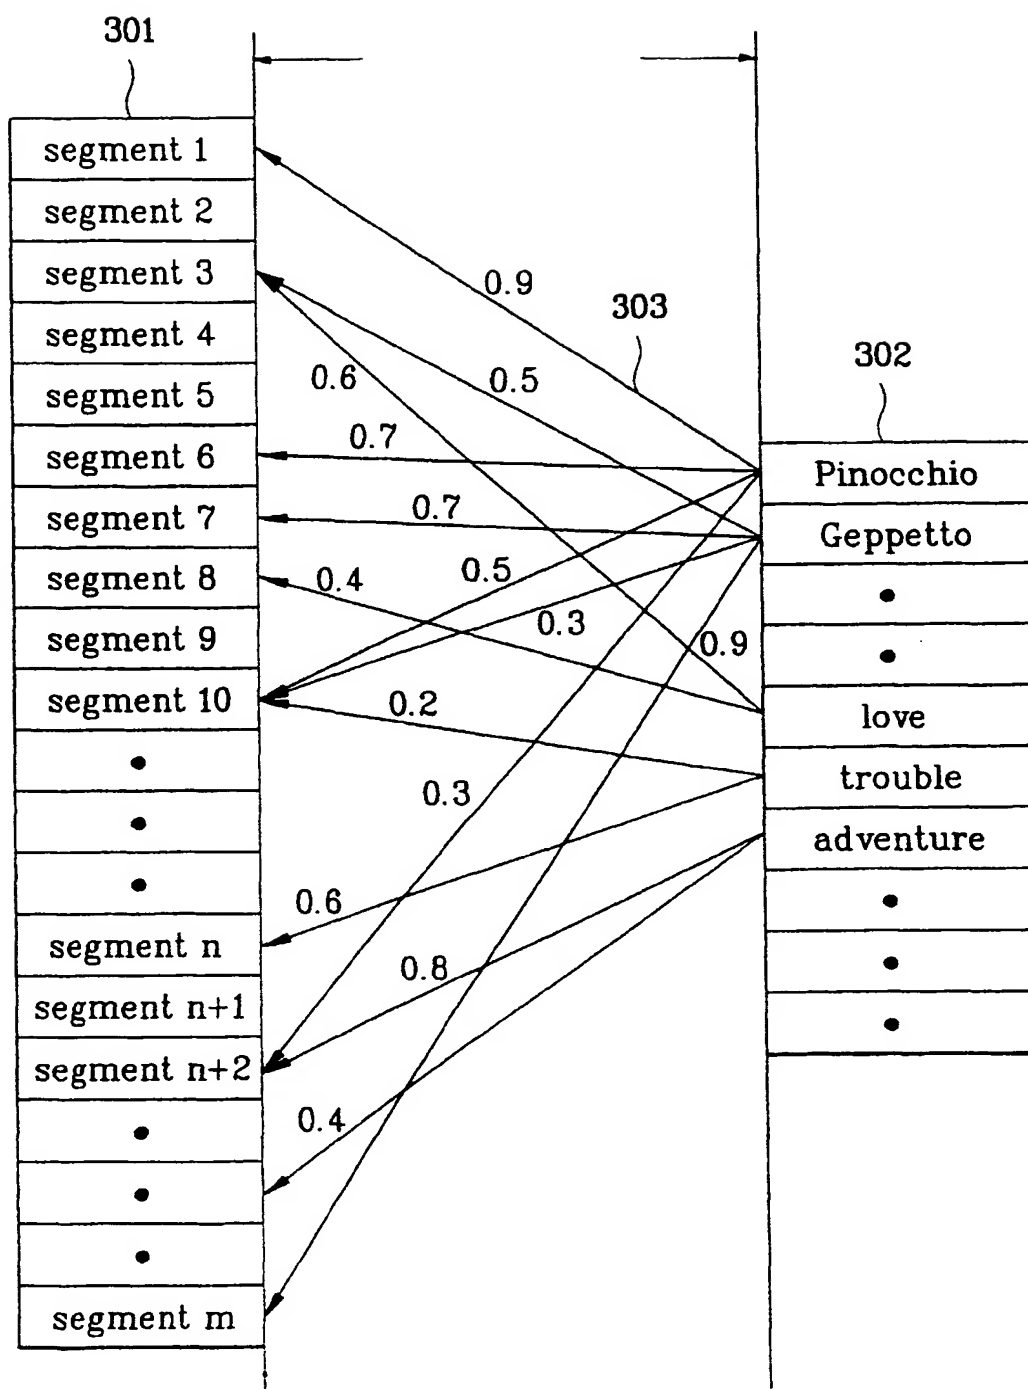 301
segment 1
segment 2
segment 3
segment 4
segment 5
segment 6
segment 7
segment 8
segment 9
segment 10
segment n
segment n+1
segment n+2
segment m
0.9
303
0.6
0.5
0.7
0.7
0.5
0.4
0.3
0.9
0.2
0.3
0.6
0.8
0.4
302
Pinocchio
Geppetto
love
trouble
adventure